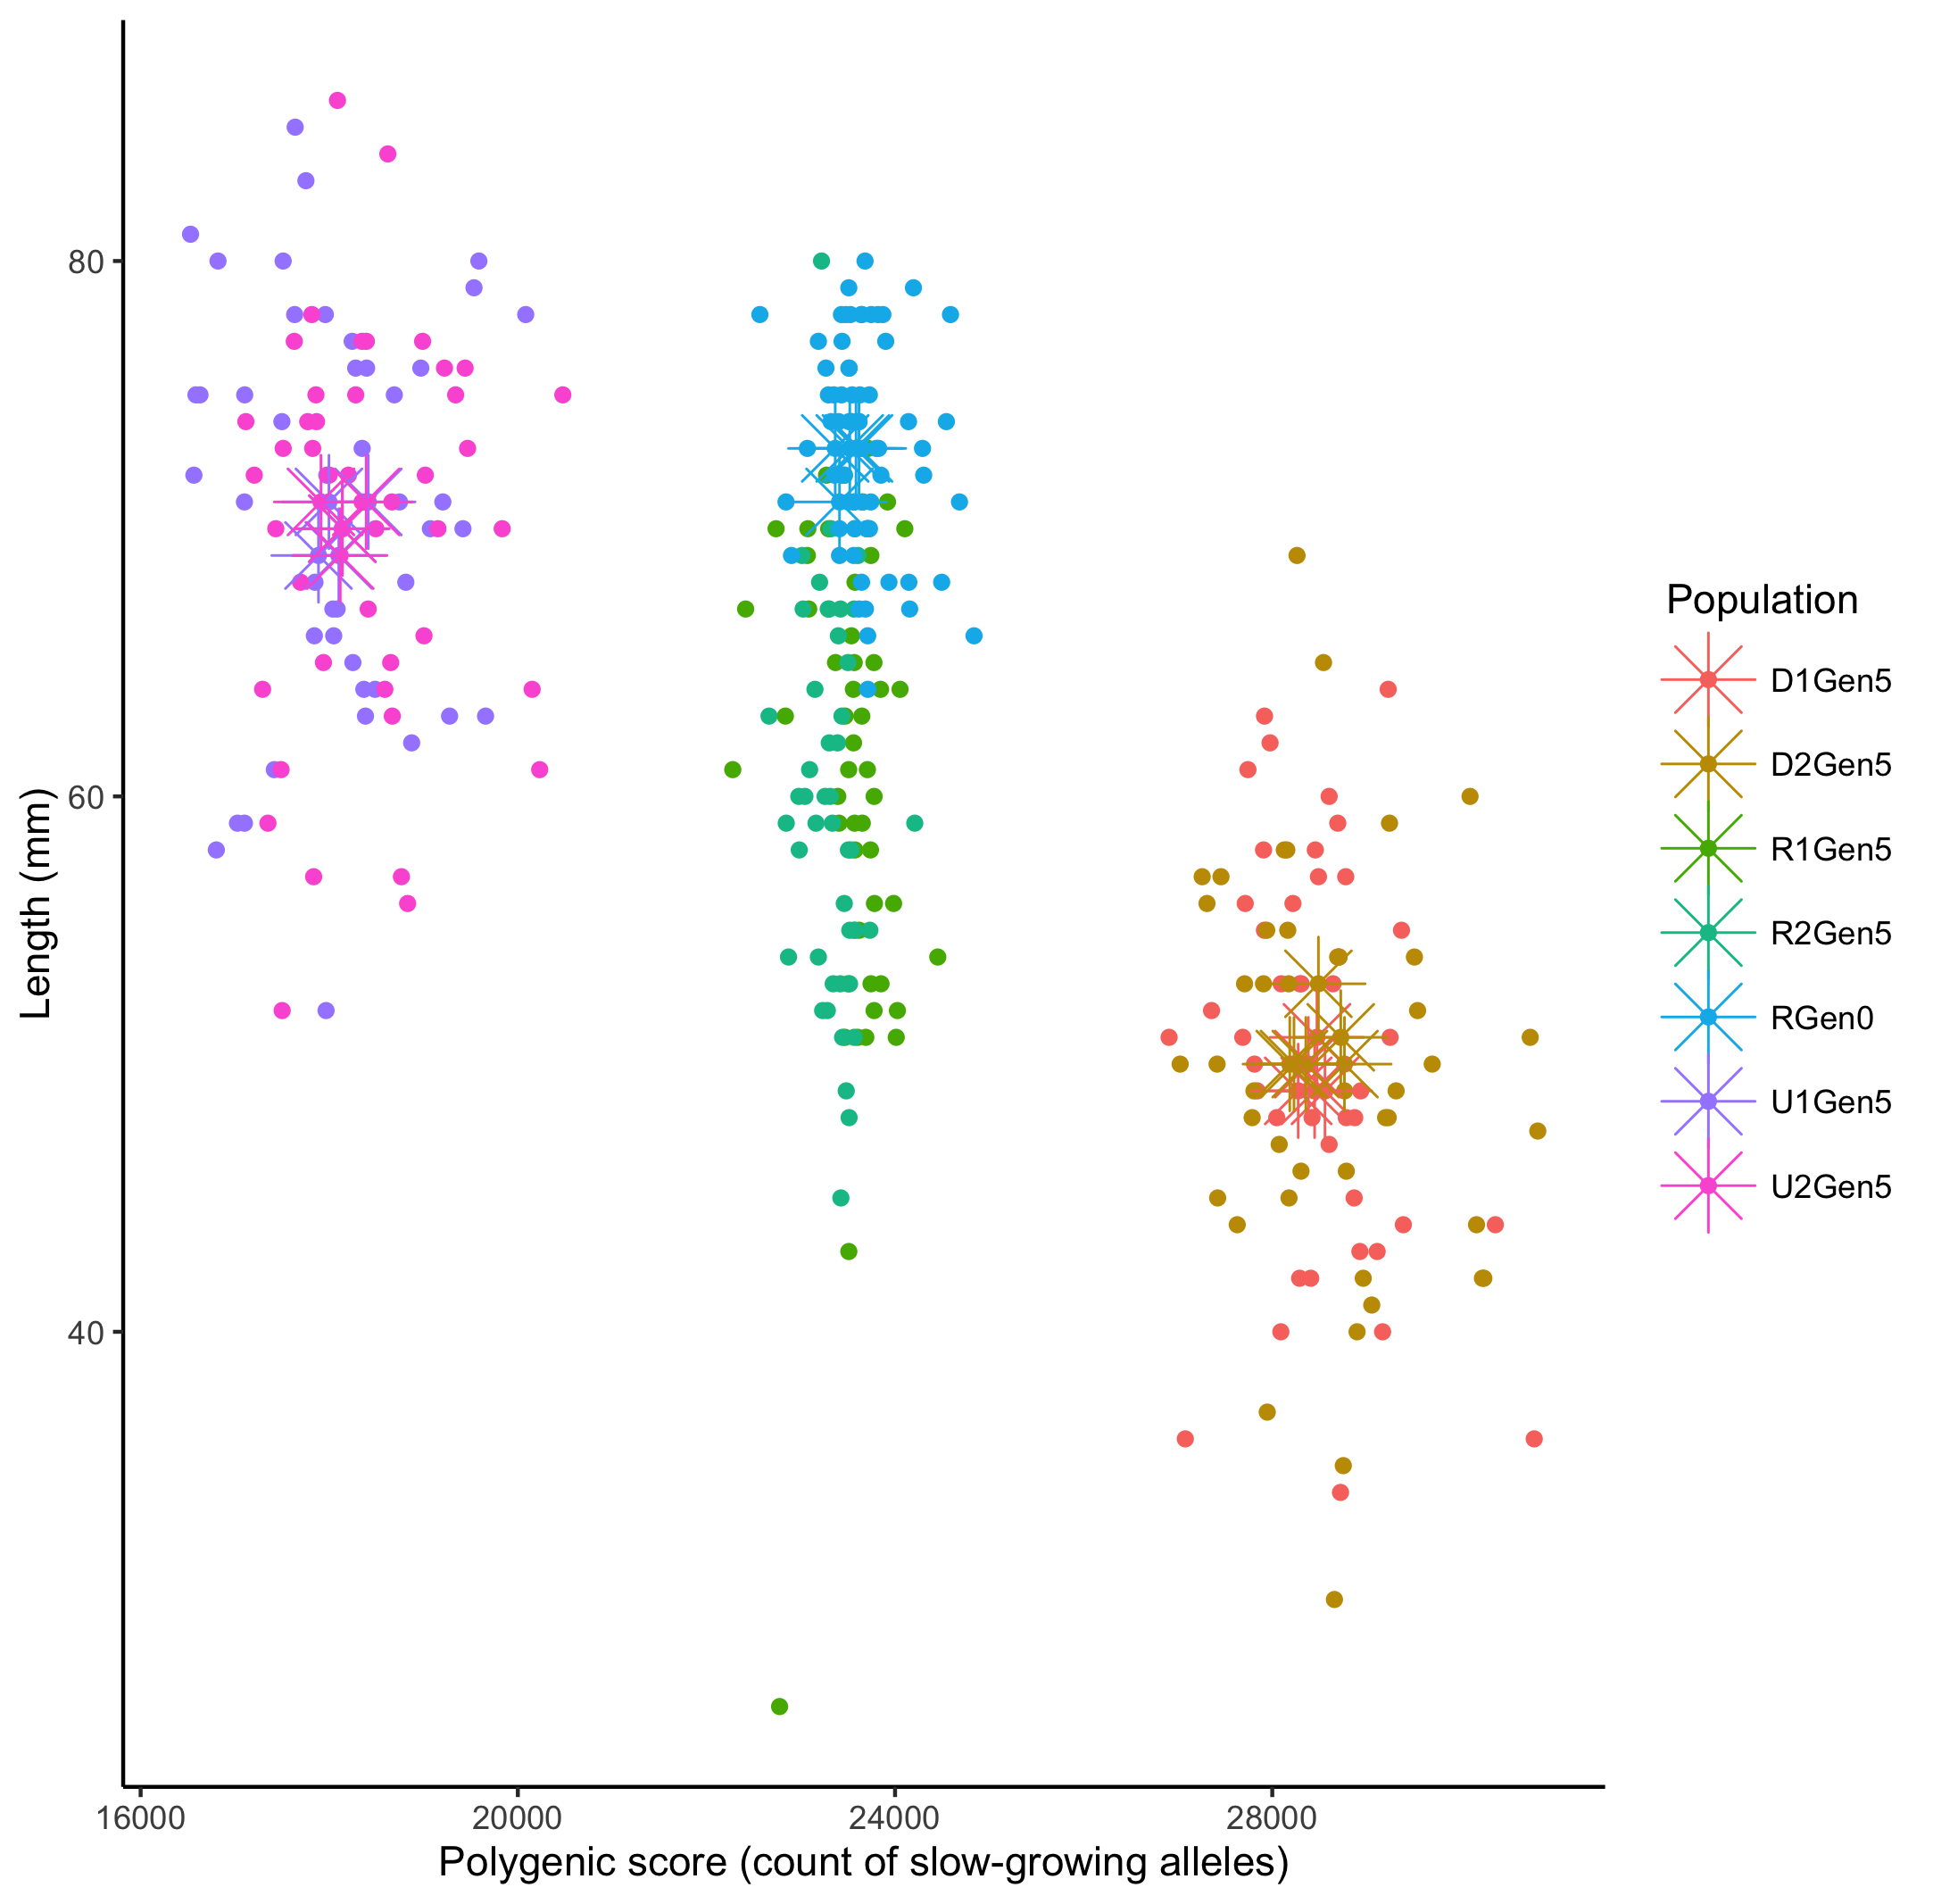 80
60
40
Length (mm)
16000
20000
24000
28000
Polygenic score (count of slow-growing alleles)
Population
D1Gen5
D2Gen5
R1Gen5
R2Gen5
RGen0
U1Gen5
U2Gen5